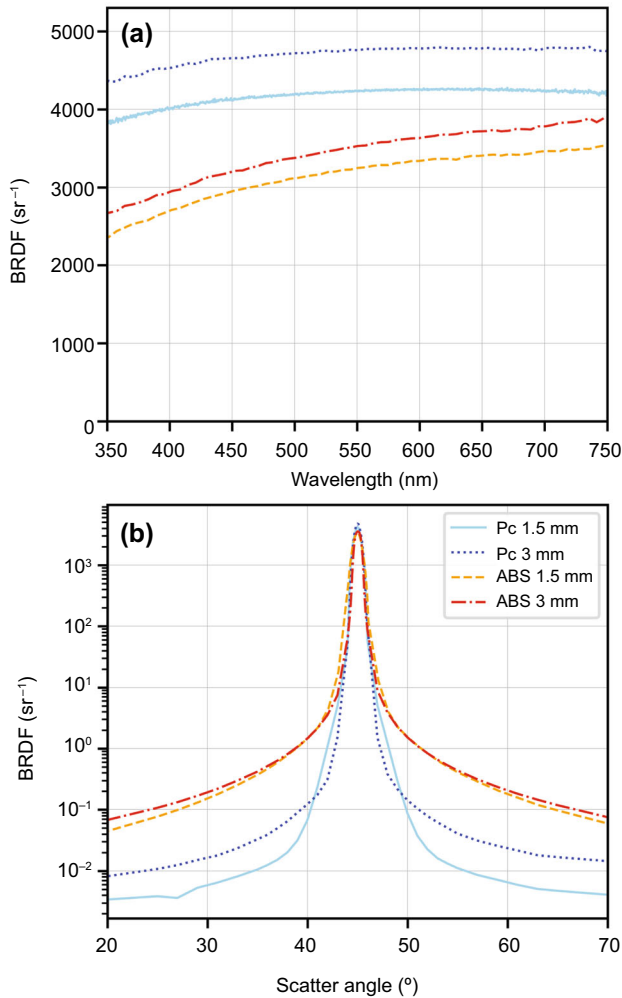 (a)
5000
4000
3000
2000
1000
0
BRDF (sr⁻¹)
350 400 450 500 550 600 650 700 750
Wavelength (nm)
(b)
Pc 1.5 mm
Pc 3 mm
ABS 1.5 mm
ABS 3 mm
10³
10²
10¹
10⁰
10⁻¹
10⁻²
BRDF (sr⁻¹)
20 30 40 50 60 70
Scatter angle (º)